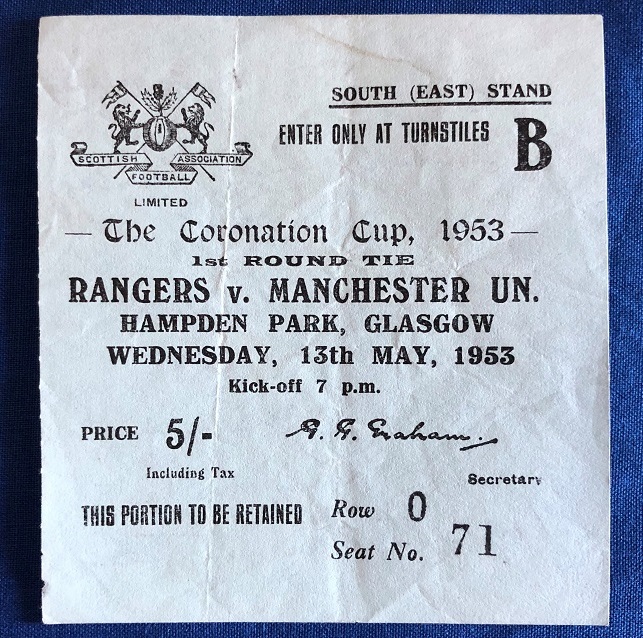 SOUTH (EAST) STAND
ENTER ONLY AT TURNSTILES B
SCOTTISH ASSOCIATION
FOOTBALL
LIMITED
— The Coronation Cup, 1953 —
1st ROUND TIE
RANGERS v. MANCHESTER UN.
HAMPDEN PARK, GLASGOW
WEDNESDAY, 13th MAY, 1953
Kick-off 7 p.m.
PRICE 5/- G. G. Graham.
Including Tax
Secretary
THIS PORTION TO BE RETAINED
Row O
Seat No. 71